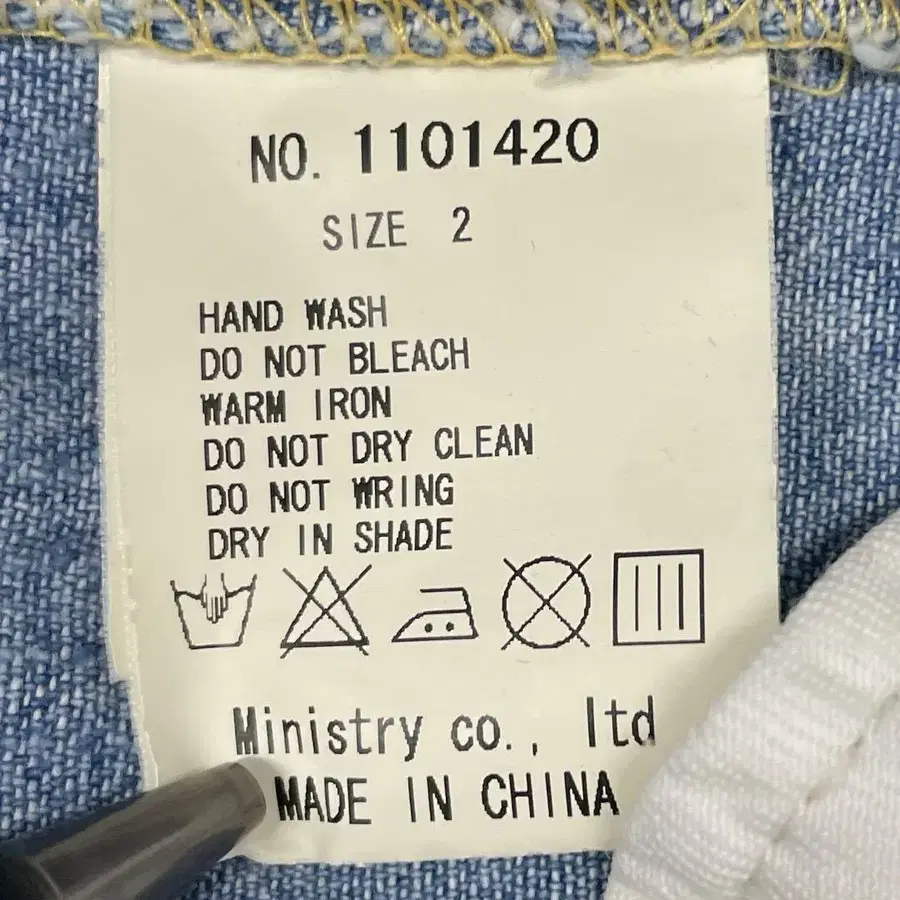 NO. 1101420
SIZE 2
HAND WASH
DO NOT BLEACH
WARM IRON
DO NOT DRY CLEAN
DO NOT WRING
DRY IN SHADE
Ministry co., ltd
MADE IN CHINA